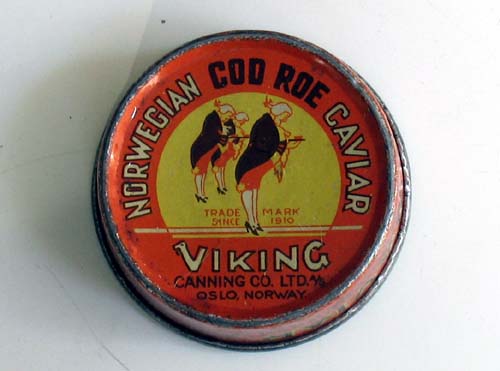 NORWEGIAN COD ROE CAVIAR
TRADE MARK
SINCE 1910
VIKING
CANNING CO. LTD. A/S
OSLO, NORWAY.